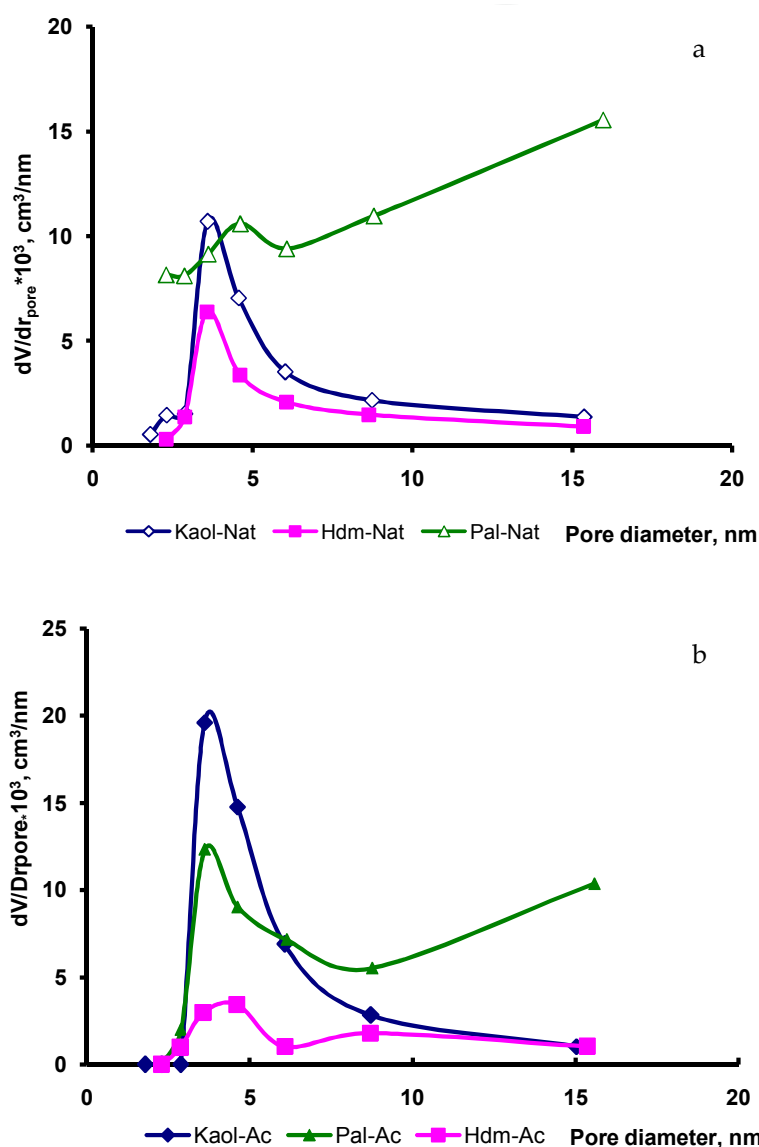 a
20
15
10
5
0
dV/dr_pore*10³, cm³/nm
0 5 10 15 20
Kaol-Nat Hdm-Nat Pal-Nat Pore diameter, nm
b
25
20
15
10
5
0
dV/Drpore*10³, cm³/nm
0 5 10 15 20
Kaol-Ac Pal-Ac Hdm-Ac Pore diameter, nm